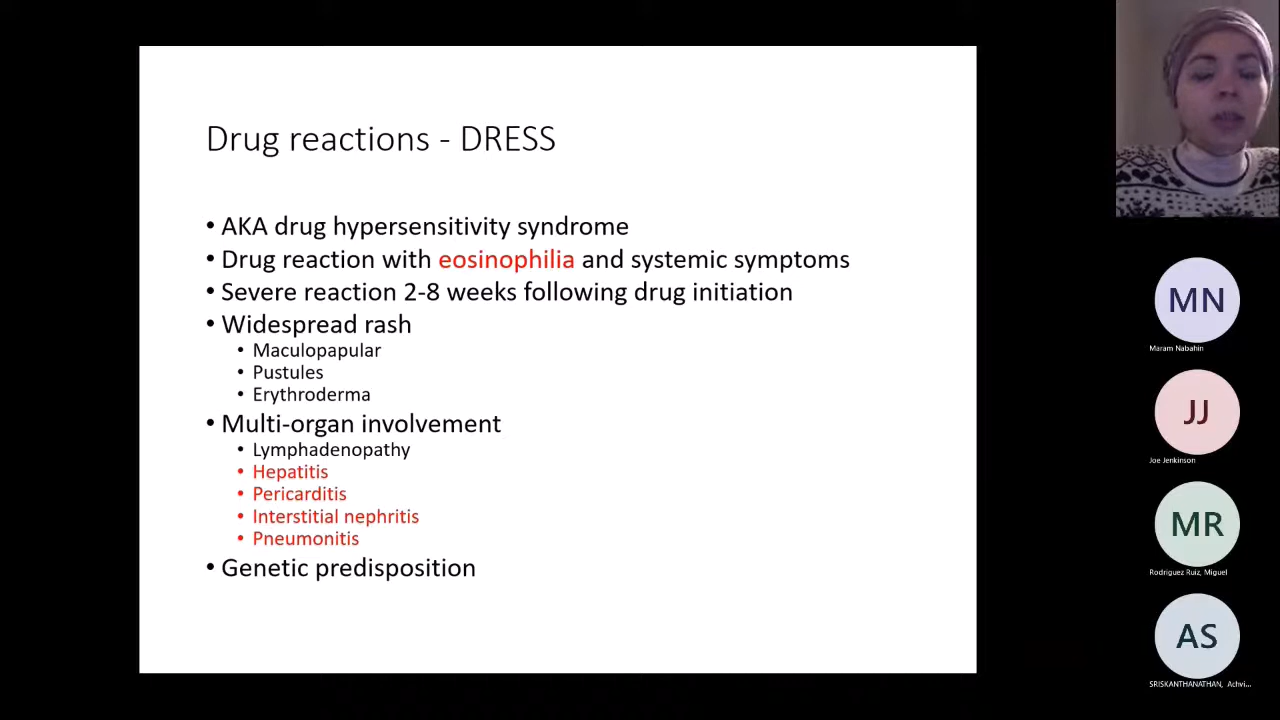 Drug reactions - DRESS
• AKA drug hypersensitivity syndrome
• Drug reaction with eosinophilia and systemic symptoms
• Severe reaction 2-8 weeks following drug initiation
• Widespread rash
• Maculopapular
• Pustules
• Erythroderma
• Multi-organ involvement
• Lymphadenopathy
• Hepatitis
• Pericarditis
• Interstitial nephritis
• Pneumonitis
• Genetic predisposition
MN
Maram Nabahin
JJ
Joe Jenkinson
MR
Rodriguez Ruiz, Miguel
AS
SRISKANTHANATHAN, Achvi...